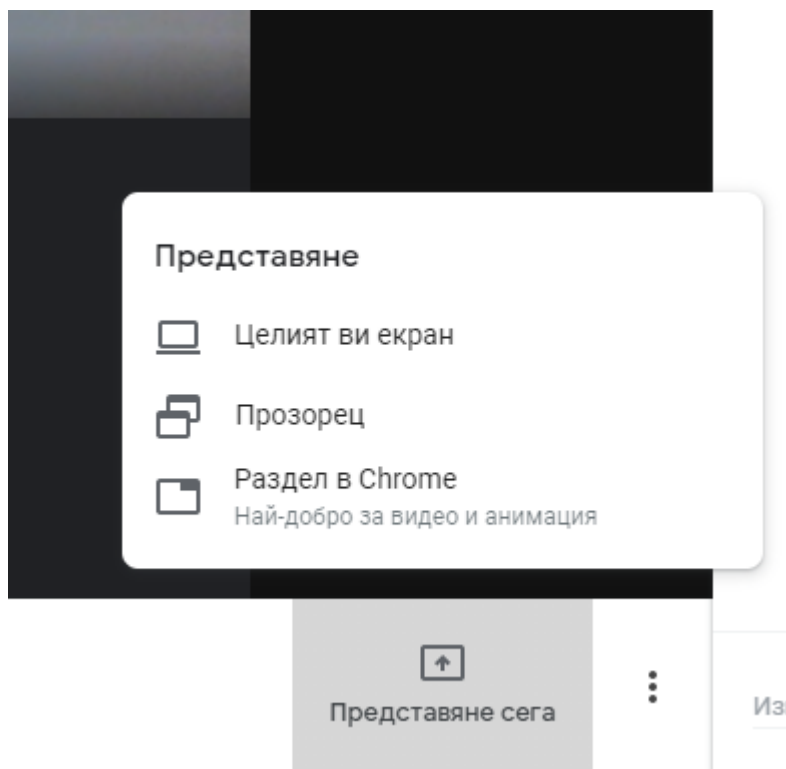 Представяне
Целият ви екран
Прозорец
Раздел в Chrome
Най-добро за видео и анимация
Представяне сега